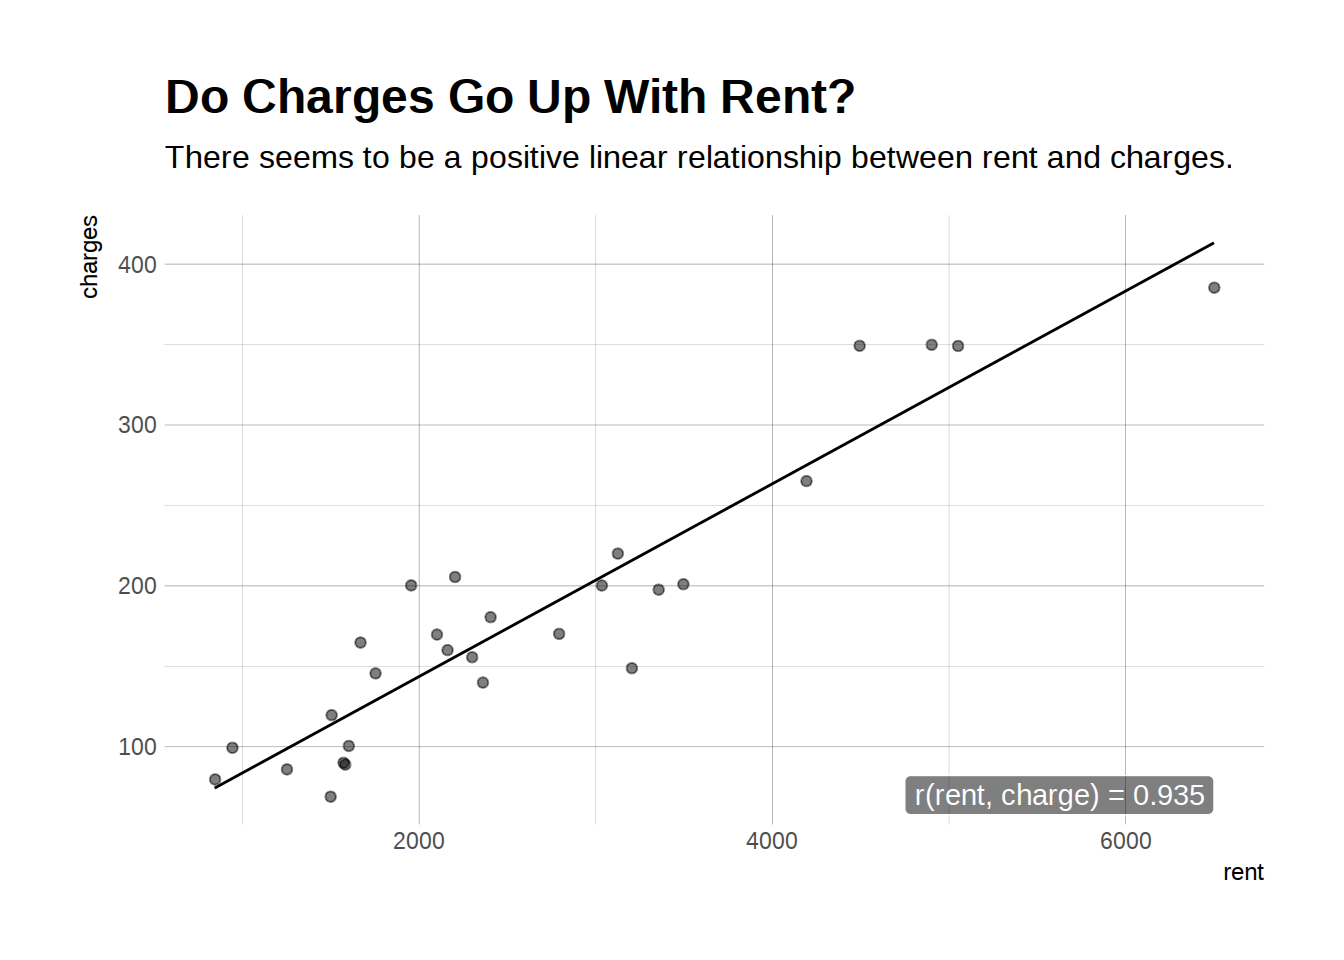 Do Charges Go Up With Rent?
There seems to be a positive linear relationship between rent and charges.
charges
400
300
200
100
r(rent, charge) = 0.935
2000 4000 6000
rent